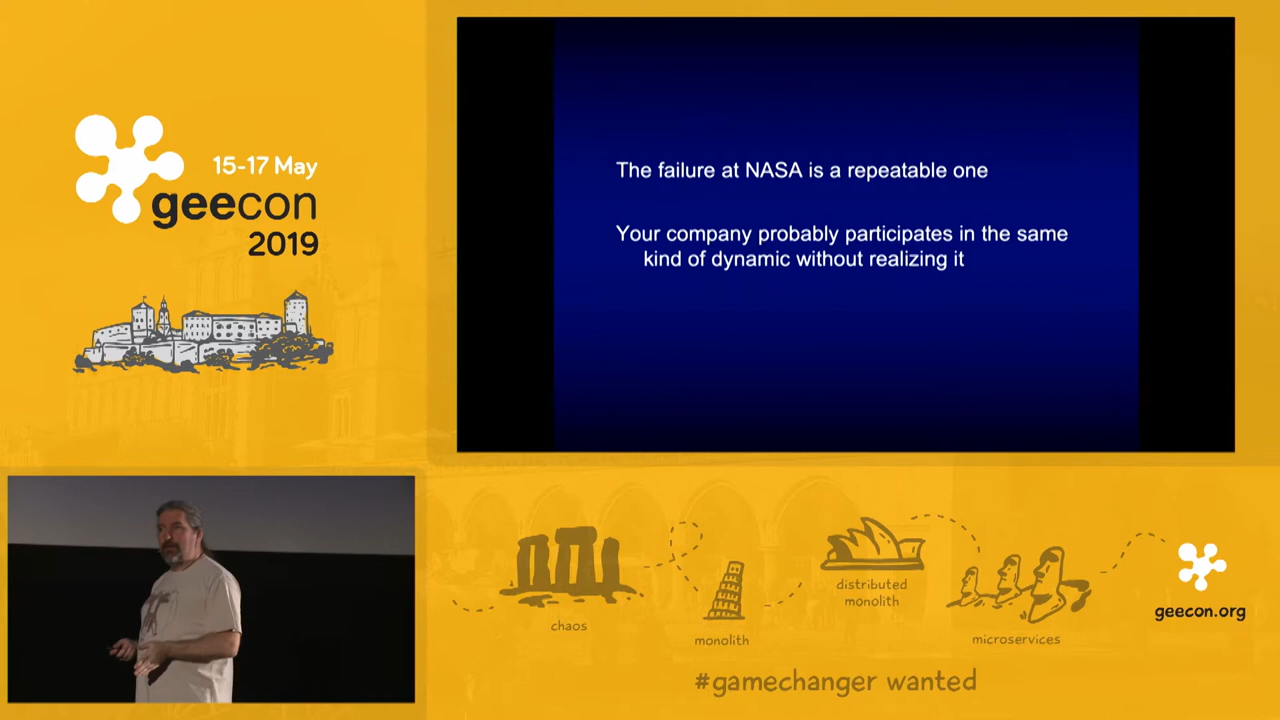 15-17 May
geecon
2019
The failure at NASA is a repeatable one
Your company probably participates in the same
kind of dynamic without realizing it
chaos
monolith
distributed
monolith
microservices
geecon.org
#gamechanger wanted